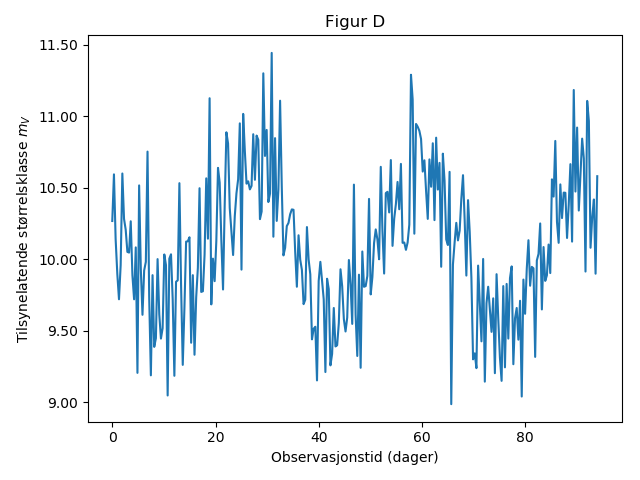 Figur D
Tilsynelatende størrelsklasse m_V
11.50
11.00
10.50
10.00
9.50
9.00
0 20 40 60 80
Observasjonstid (dager)